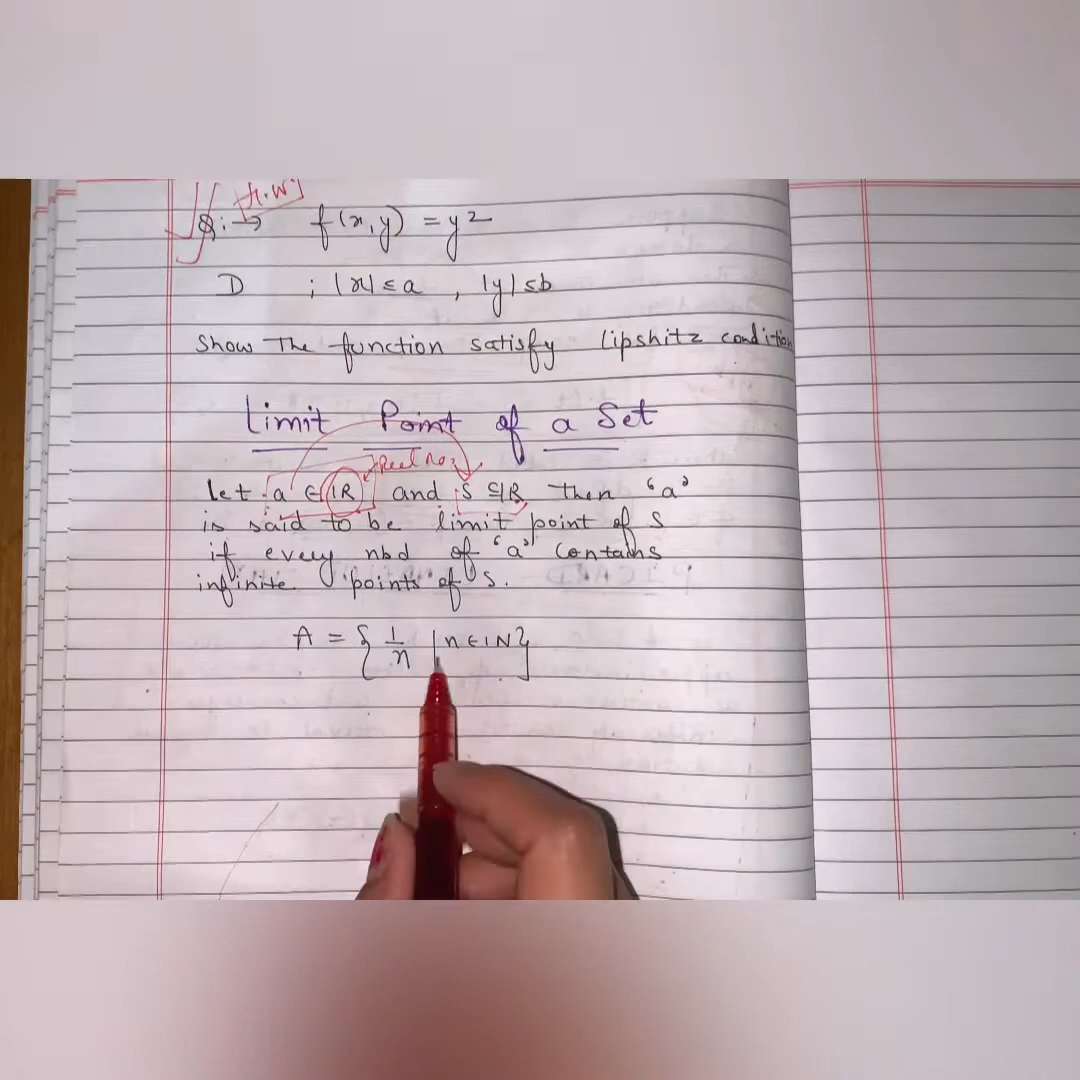 H.W
Q:→ f(x,y) = y²
D ; |x| ≤ a , |y| ≤ b
Show The function satisfy lipshitz condition
Limit Point of a Set
Real no.
Let a ∈ IR and S ⊆ IR then 'a'
is said to be limit point of S
if every nbd of 'a' contains
infinite points of S.
A = { 1/n | n ∈ IN }